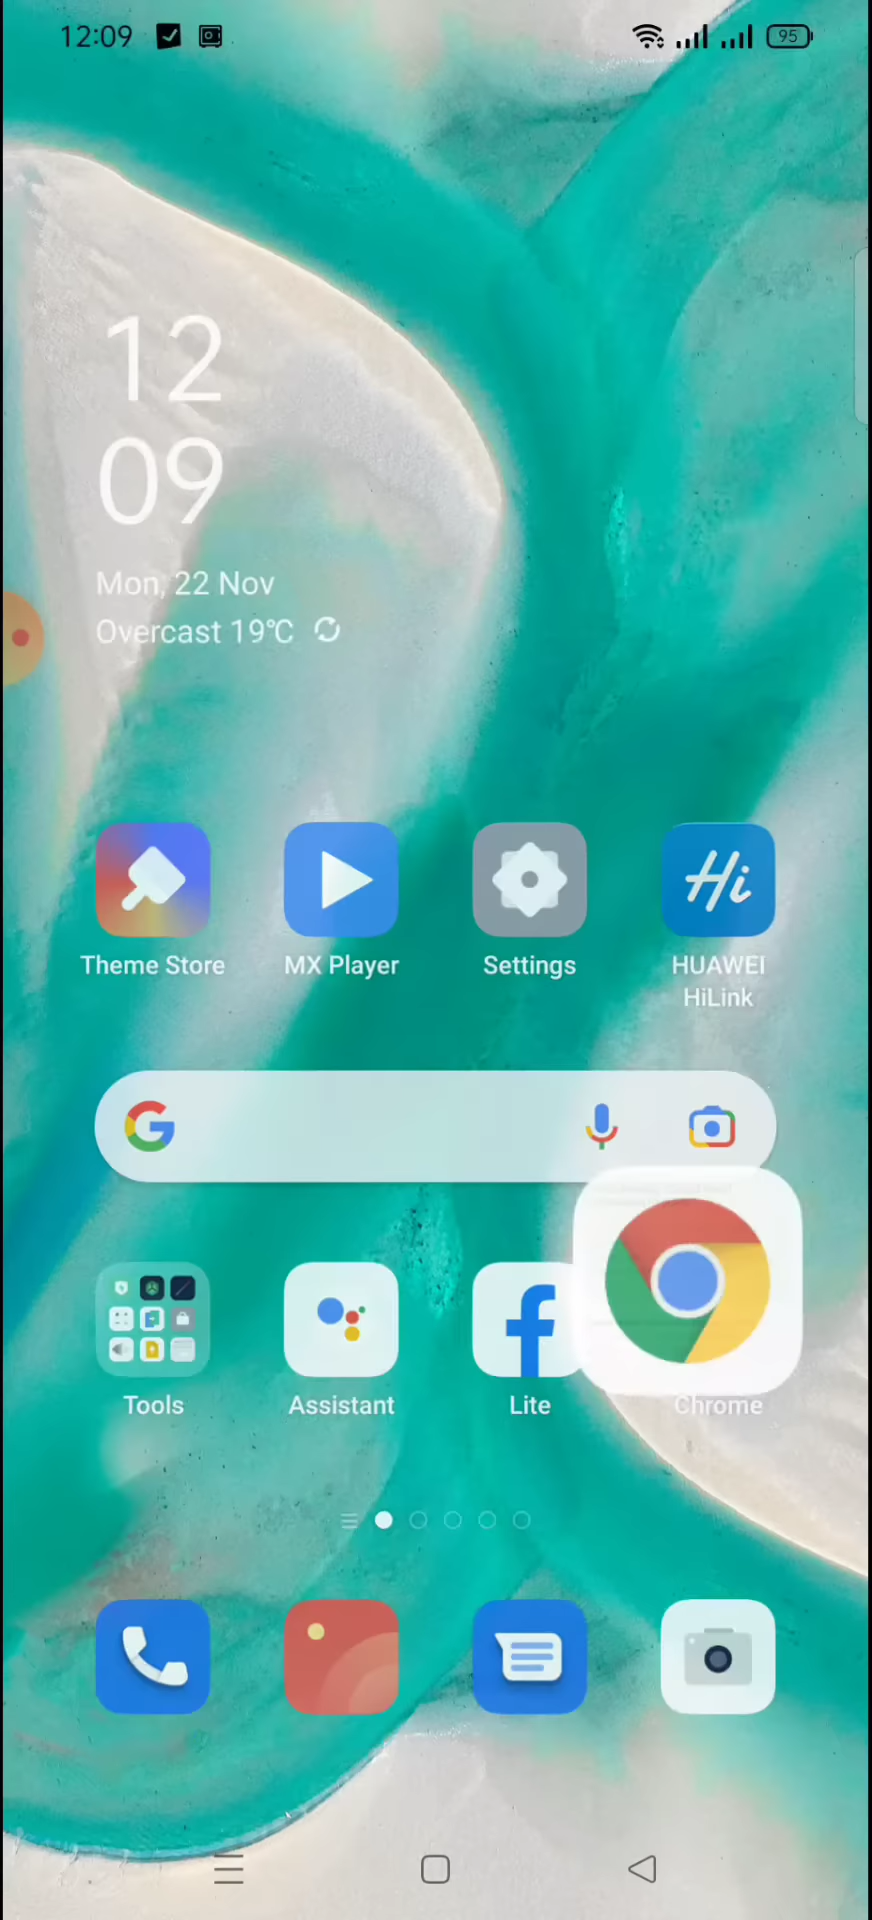 12:09
95
12
09
Mon, 22 Nov
Overcast 19℃
Theme Store
MX Player
Settings
HUAWEI
HiLink
Hi
Tools
Assistant
Lite
Chrome